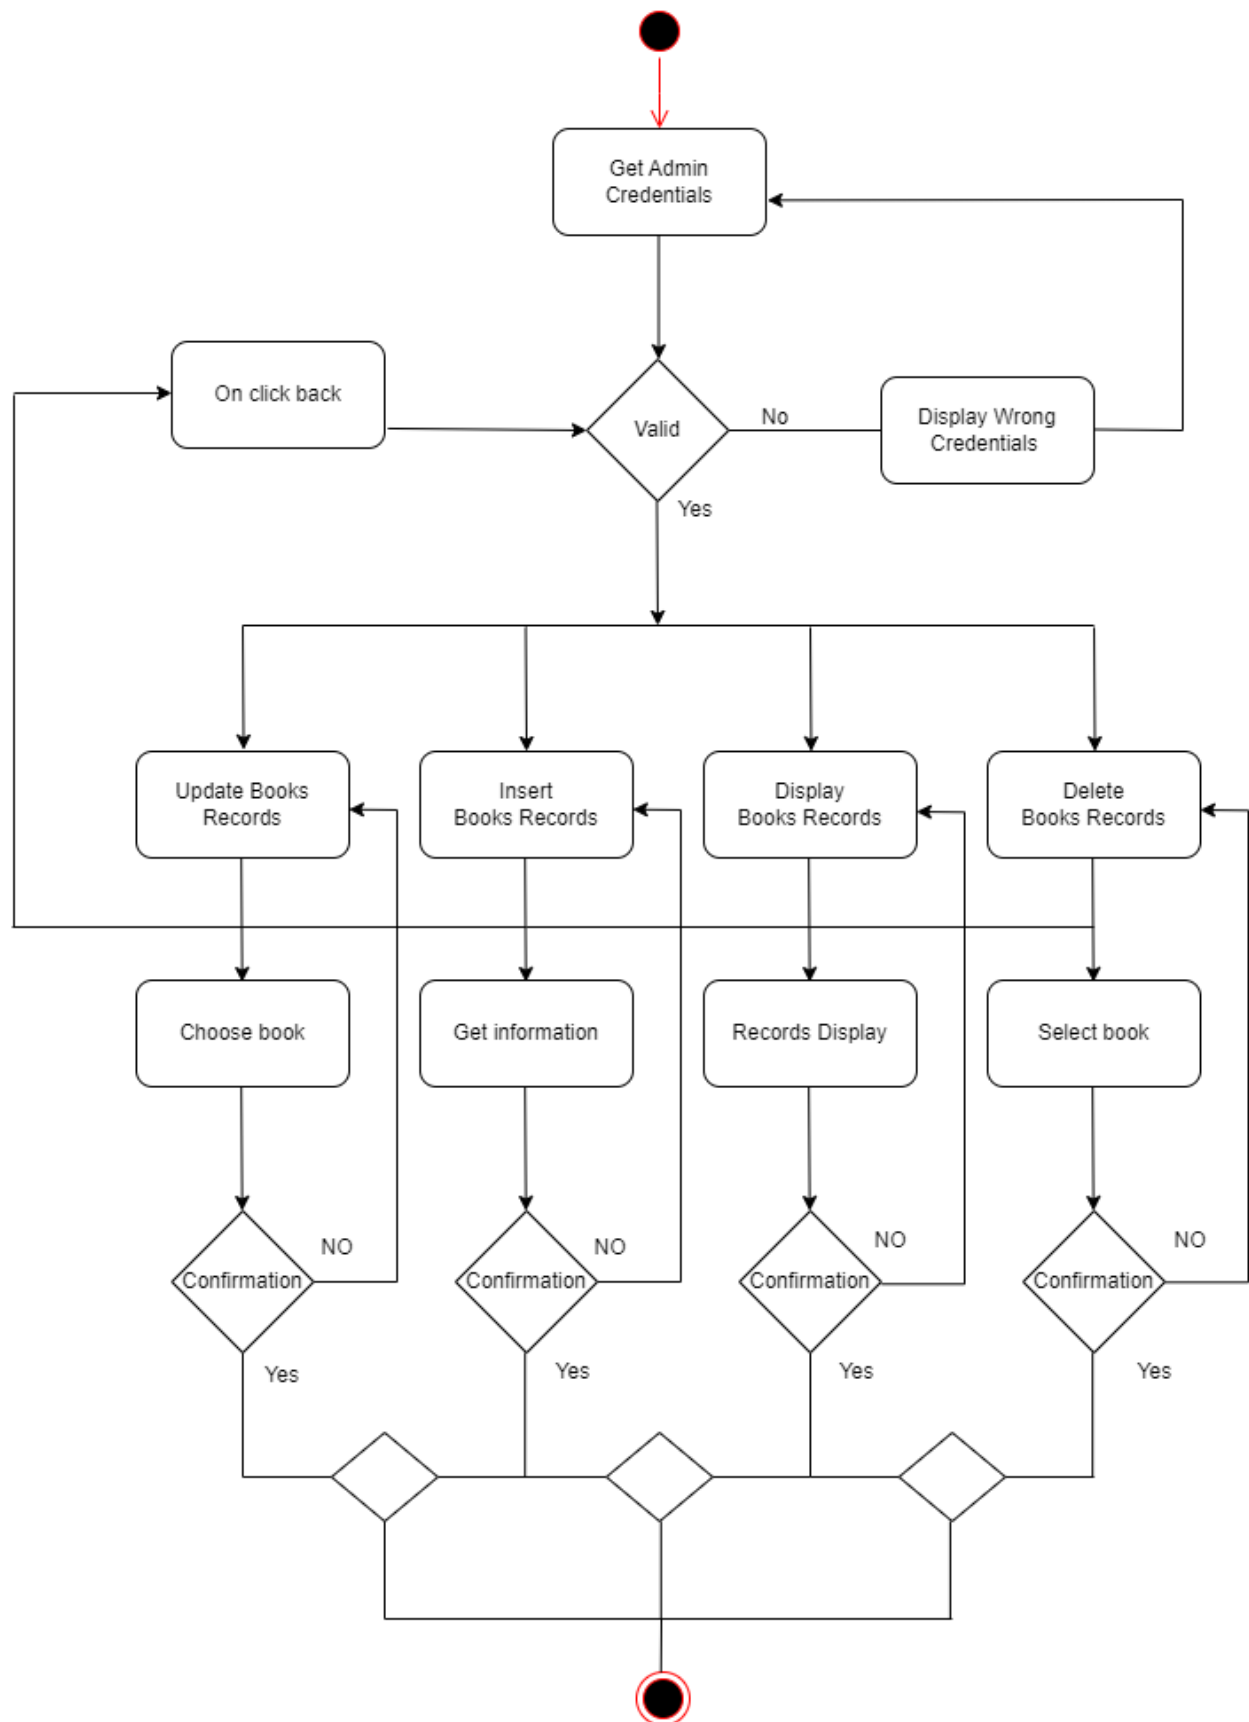 Get Admin
Credentials
On click back
Valid
No
Display Wrong
Credentials
Yes
Update Books
Records
Insert
Books Records
Display
Books Records
Delete
Books Records
Choose book
Get information
Records Display
Select book
Confirmation
NO
Confirmation
NO
Confirmation
NO
Confirmation
NO
Yes
Yes
Yes
Yes